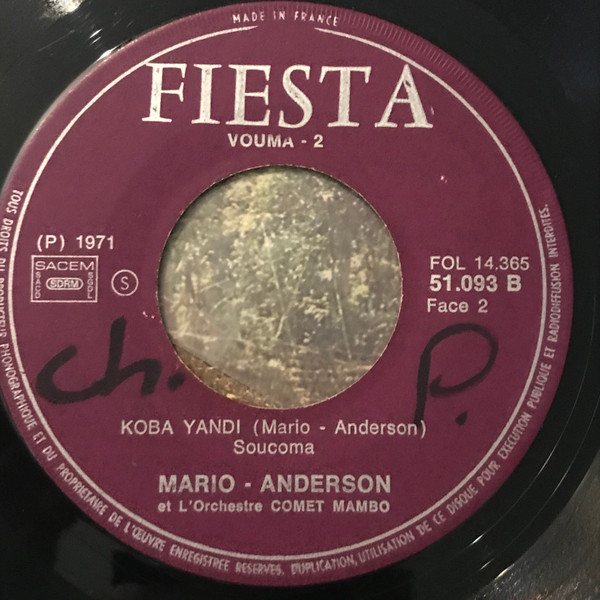 MADE IN FRANCE
FIESTA
VOUMA - 2
(P) 1971
SACEM
SACD
SDRM
SGDL
S
FOL 14.365
51.093 B
Face 2
ch. P.
KOBA YANDI (Mario - Anderson)
Soucoma
MARIO - ANDERSON
et L'Orchestre COMET MAMBO
TOUS DROITS DU PRODUCTEUR PHONOGRAPHIQUE ET DU PROPRIETAIRE DE L'ŒUVRE ENREGISTREE RESERVES. DUPLICATION, UTILISATION DE CE DISQUE POUR EXECUTION PUBLIQUE ET RADIODIFFUSION INTERDITES.